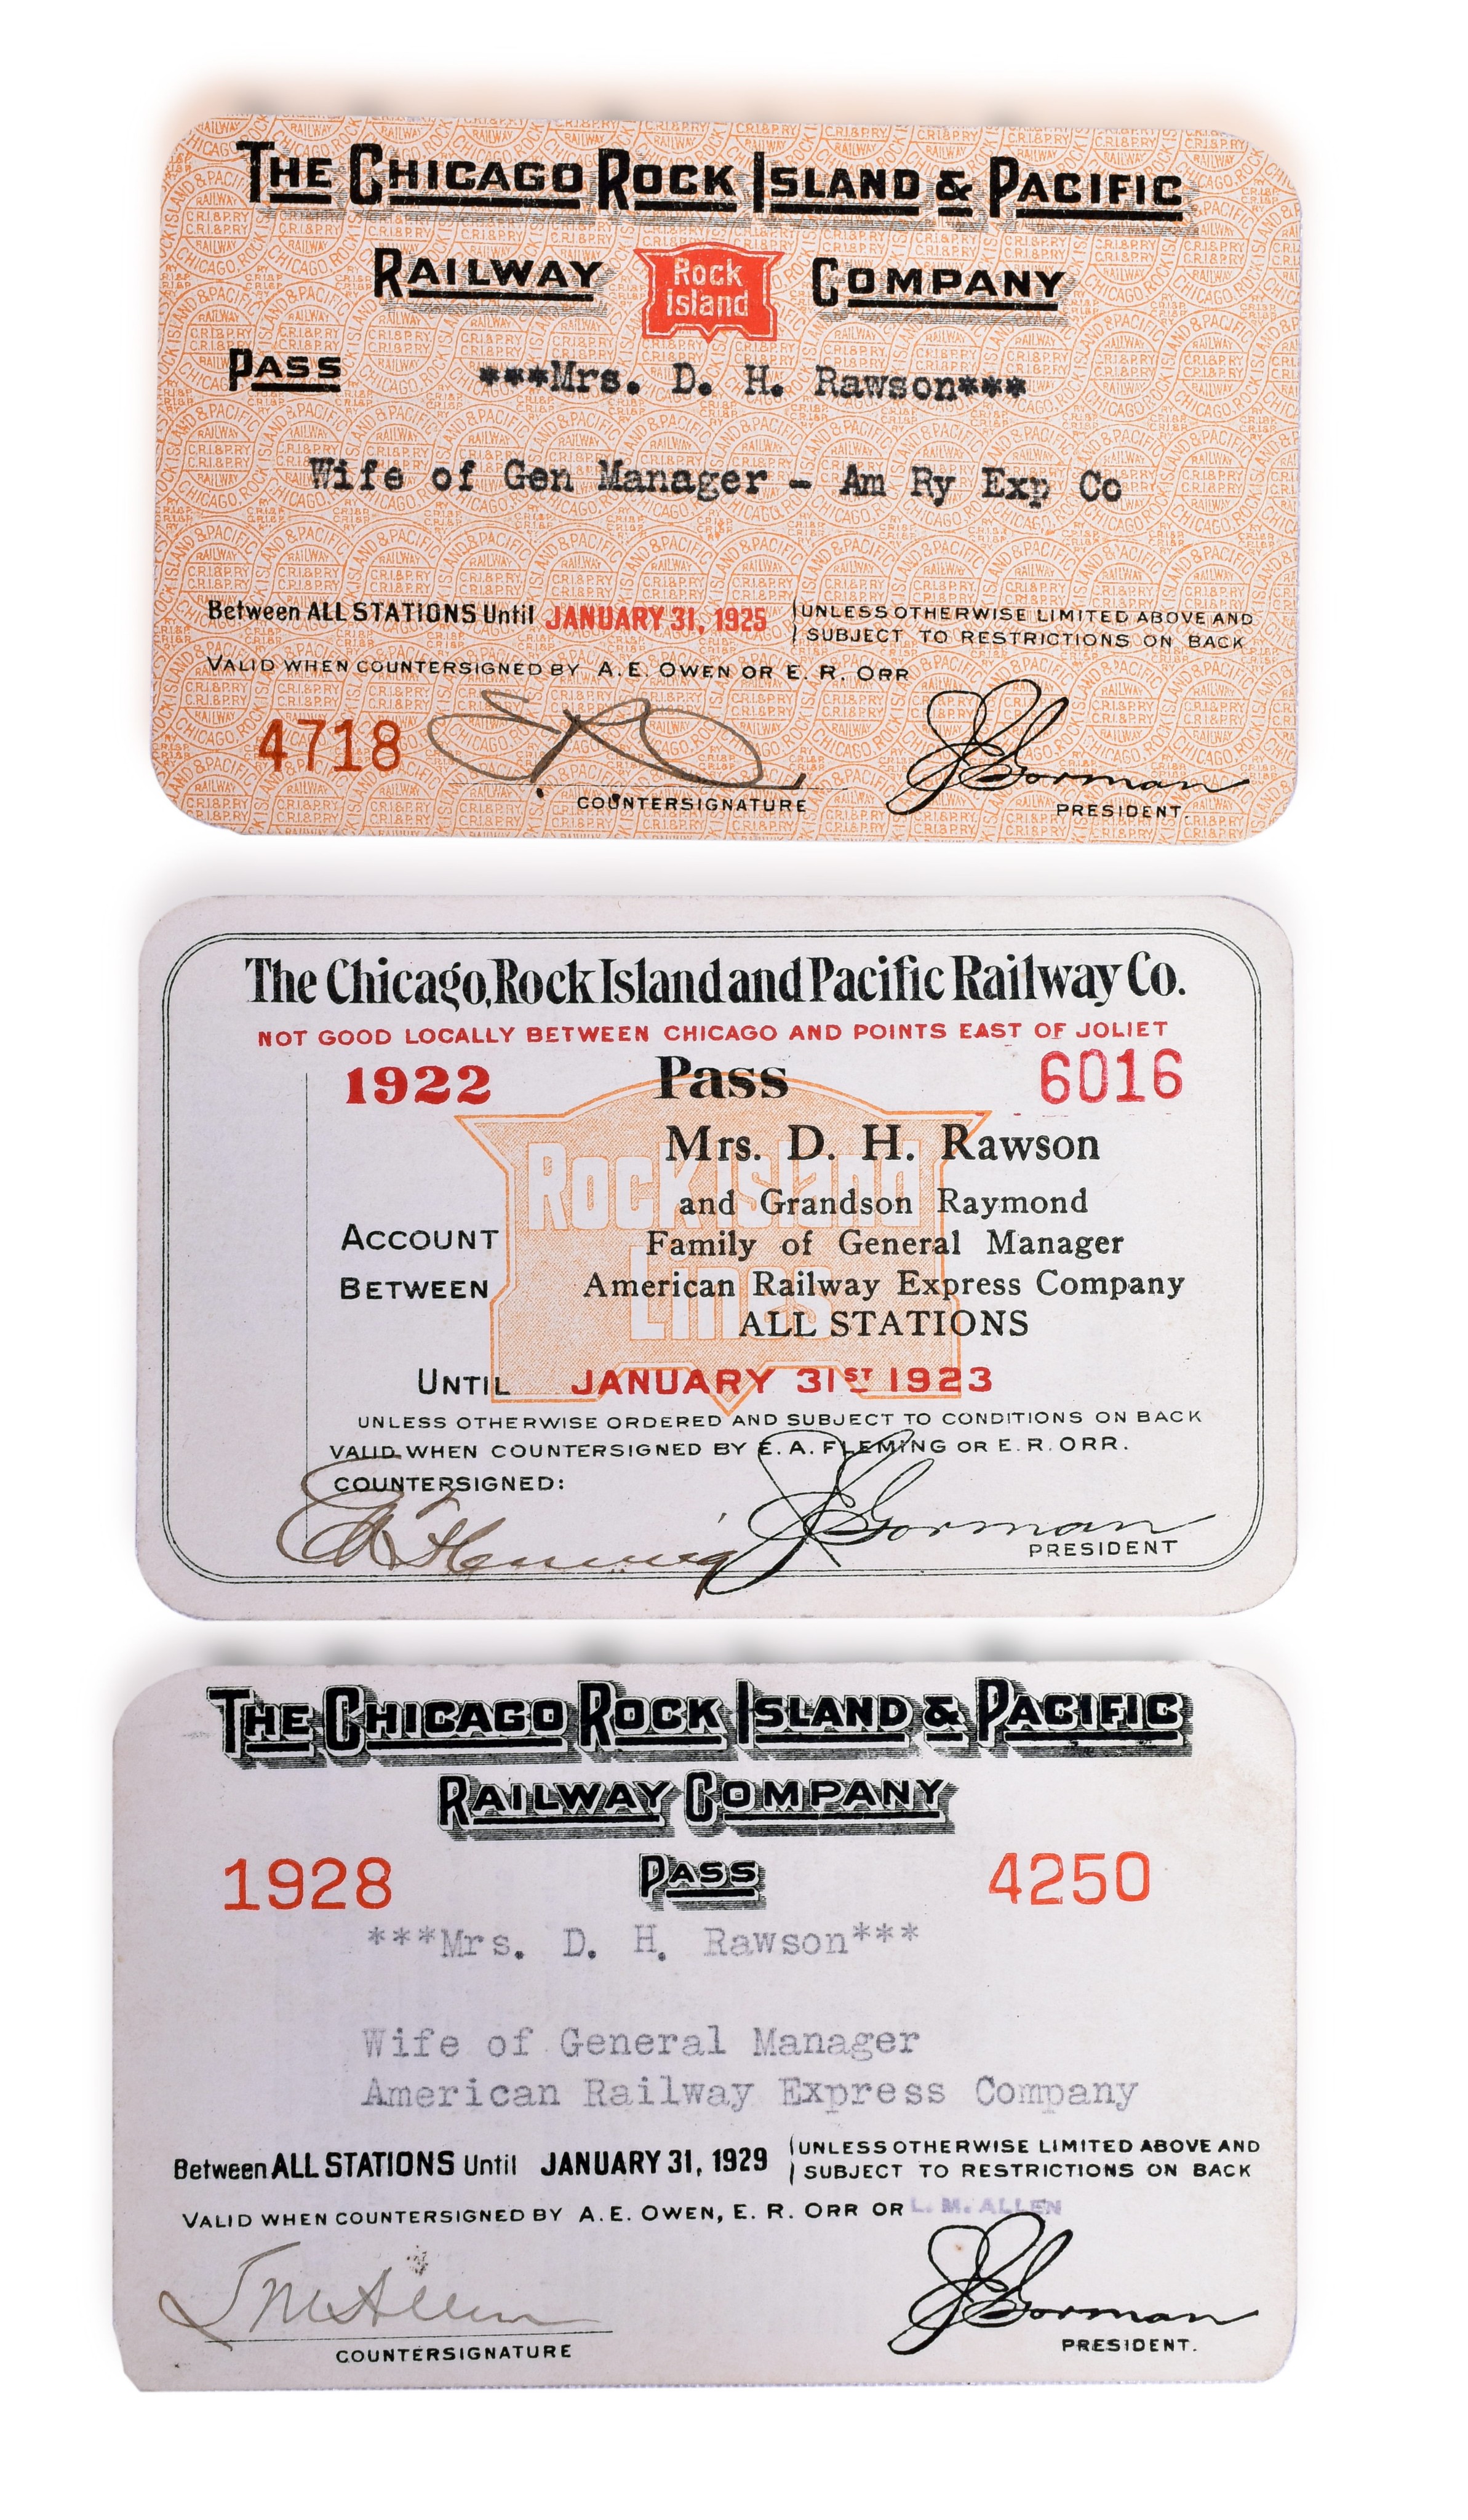 THE CHICAGO ROCK ISLAND & PACIFIC
RAILWAY Rock Island COMPANY
PASS ***Mrs. D. H. Rawson***
Wife of Gen Manager - Am Ry Exp Co
Between ALL STATIONS Until JANUARY 31, 1925 UNLESS OTHERWISE LIMITED ABOVE AND
SUBJECT TO RESTRICTIONS ON BACK
VALID WHEN COUNTERSIGNED BY A. E. OWEN OR E. R. ORR
4718 J E Gorman
COUNTERSIGNATURE PRESIDENT.
The Chicago, Rock Island and Pacific Railway Co.
NOT GOOD LOCALLY BETWEEN CHICAGO AND POINTS EAST OF JOLIET
1922 Pass 6016
Rock Island Lines
Mrs. D. H. Rawson
and Grandson Raymond
ACCOUNT Family of General Manager
BETWEEN American Railway Express Company
ALL STATIONS
UNTIL JANUARY 31ST 1923
UNLESS OTHERWISE ORDERED AND SUBJECT TO CONDITIONS ON BACK
VALID WHEN COUNTERSIGNED BY E. A. FLEMING OR E. R. ORR.
COUNTERSIGNED:
E A Fleming J E Gorman
PRESIDENT
THE CHICAGO ROCK ISLAND & PACIFIC
RAILWAY COMPANY
1928 PASS 4250
***Mrs. D. H. Rawson***
Wife of General Manager
American Railway Express Company
Between ALL STATIONS Until JANUARY 31, 1929 UNLESS OTHERWISE LIMITED ABOVE AND
SUBJECT TO RESTRICTIONS ON BACK
VALID WHEN COUNTERSIGNED BY A. E. OWEN, E. R. ORR OR L. M. ALLEN
L M Allen J E Gorman
COUNTERSIGNATURE PRESIDENT.